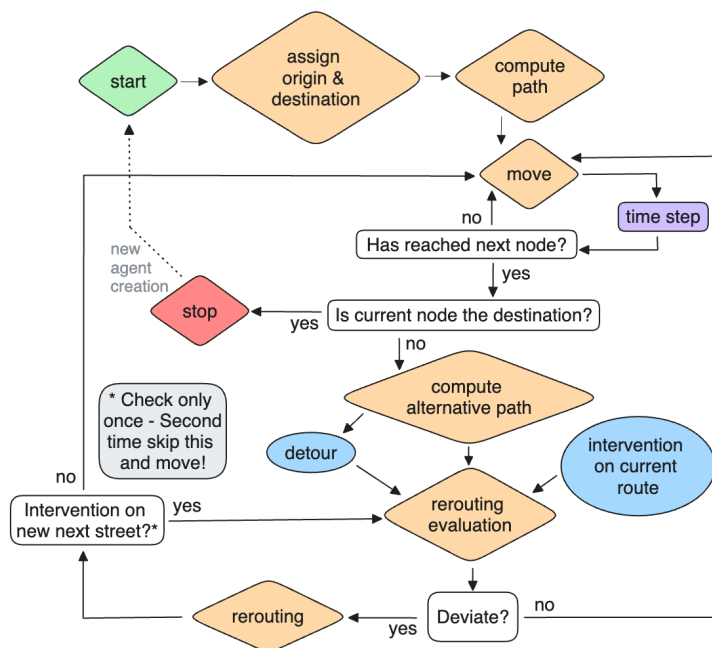 start
assign
origin &
destination
compute
path
move
time step
no
Has reached next node?
yes
new
agent
creation
stop
yes
Is current node the destination?
no
compute
alternative path
* Check only
once - Second
time skip this
and move!
detour
intervention
on current
route
no
Intervention on
new next street?*
yes
rerouting
evaluation
rerouting
yes
Deviate?
no